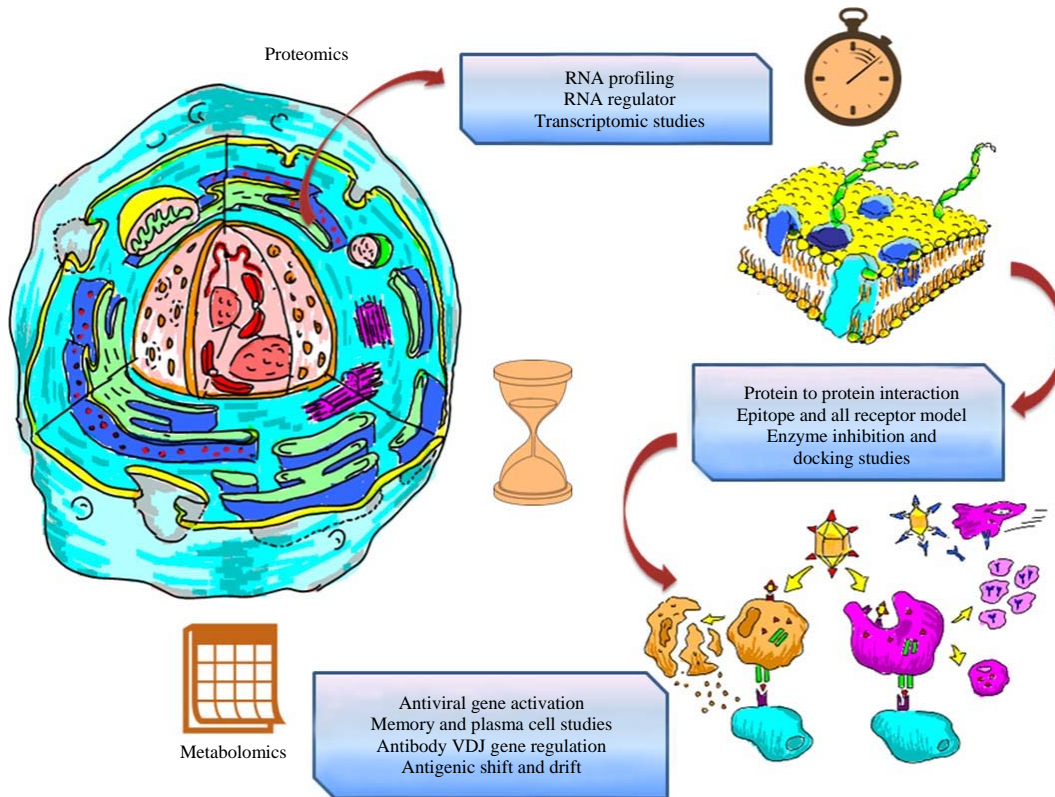 Proteomics
RNA profiling
RNA regulator
Transcriptomic studies
Protein to protein interaction
Epitope and all receptor model
Enzyme inhibition and
docking studies
Metabolomics
Antiviral gene activation
Memory and plasma cell studies
Antibody VDJ gene regulation
Antigenic shift and drift